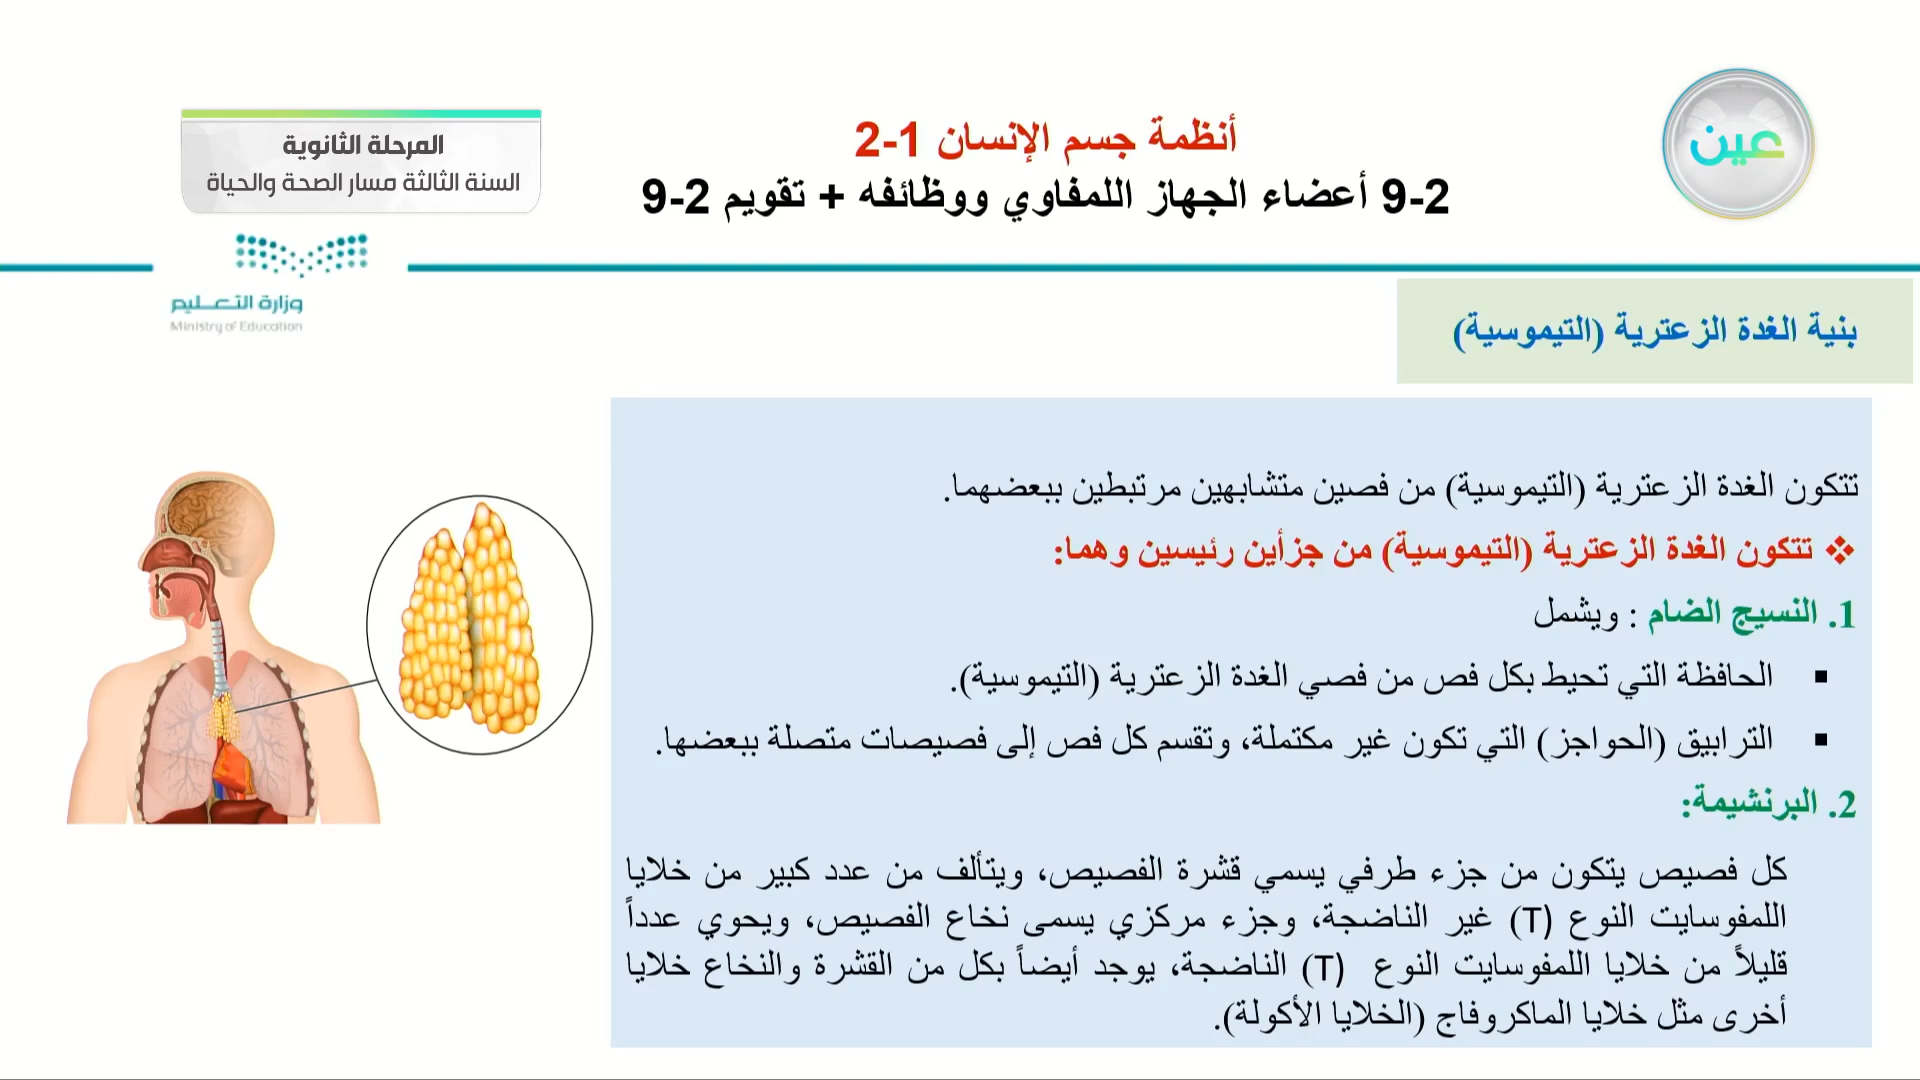 أنظمة جسم الإنسان 1-2
9-2 أعضاء الجهاز اللمفاوي ووظائفه + تقويم 2-9
عين
المرحلة الثانوية
السنة الثالثة مسار الصحة والحياة
وزارة التعليم
Ministry of Education
بنية الغدة الزعترية (التيموسية)
تتكون الغدة الزعترية (التيموسية) من فصين متشابهين مرتبطين ببعضهما.
❖ تتكون الغدة الزعترية (التيموسية) من جزأين رئيسين وهما:
1. النسيج الضام : ويشمل
▪ الحافظة التي تحيط بكل فص من فصي الغدة الزعترية (التيموسية).
▪ الترابيق (الحواجز) التي تكون غير مكتملة، وتقسم كل فص إلى فصيصات متصلة ببعضها.
2. البرنشيمة:
كل فصيص يتكون من جزء طرفي يسمي قشرة الفصيص، ويتألف من عدد كبير من خلايا
اللمفوسايت النوع (T) غير الناضجة، وجزء مركزي يسمى نخاع الفصيص، ويحوي عدداً
قليلاً من خلايا اللمفوسايت النوع (T) الناضجة، يوجد أيضاً بكل من القشرة والنخاع خلايا
أخرى مثل خلايا الماكروفاج (الخلايا الأكولة).